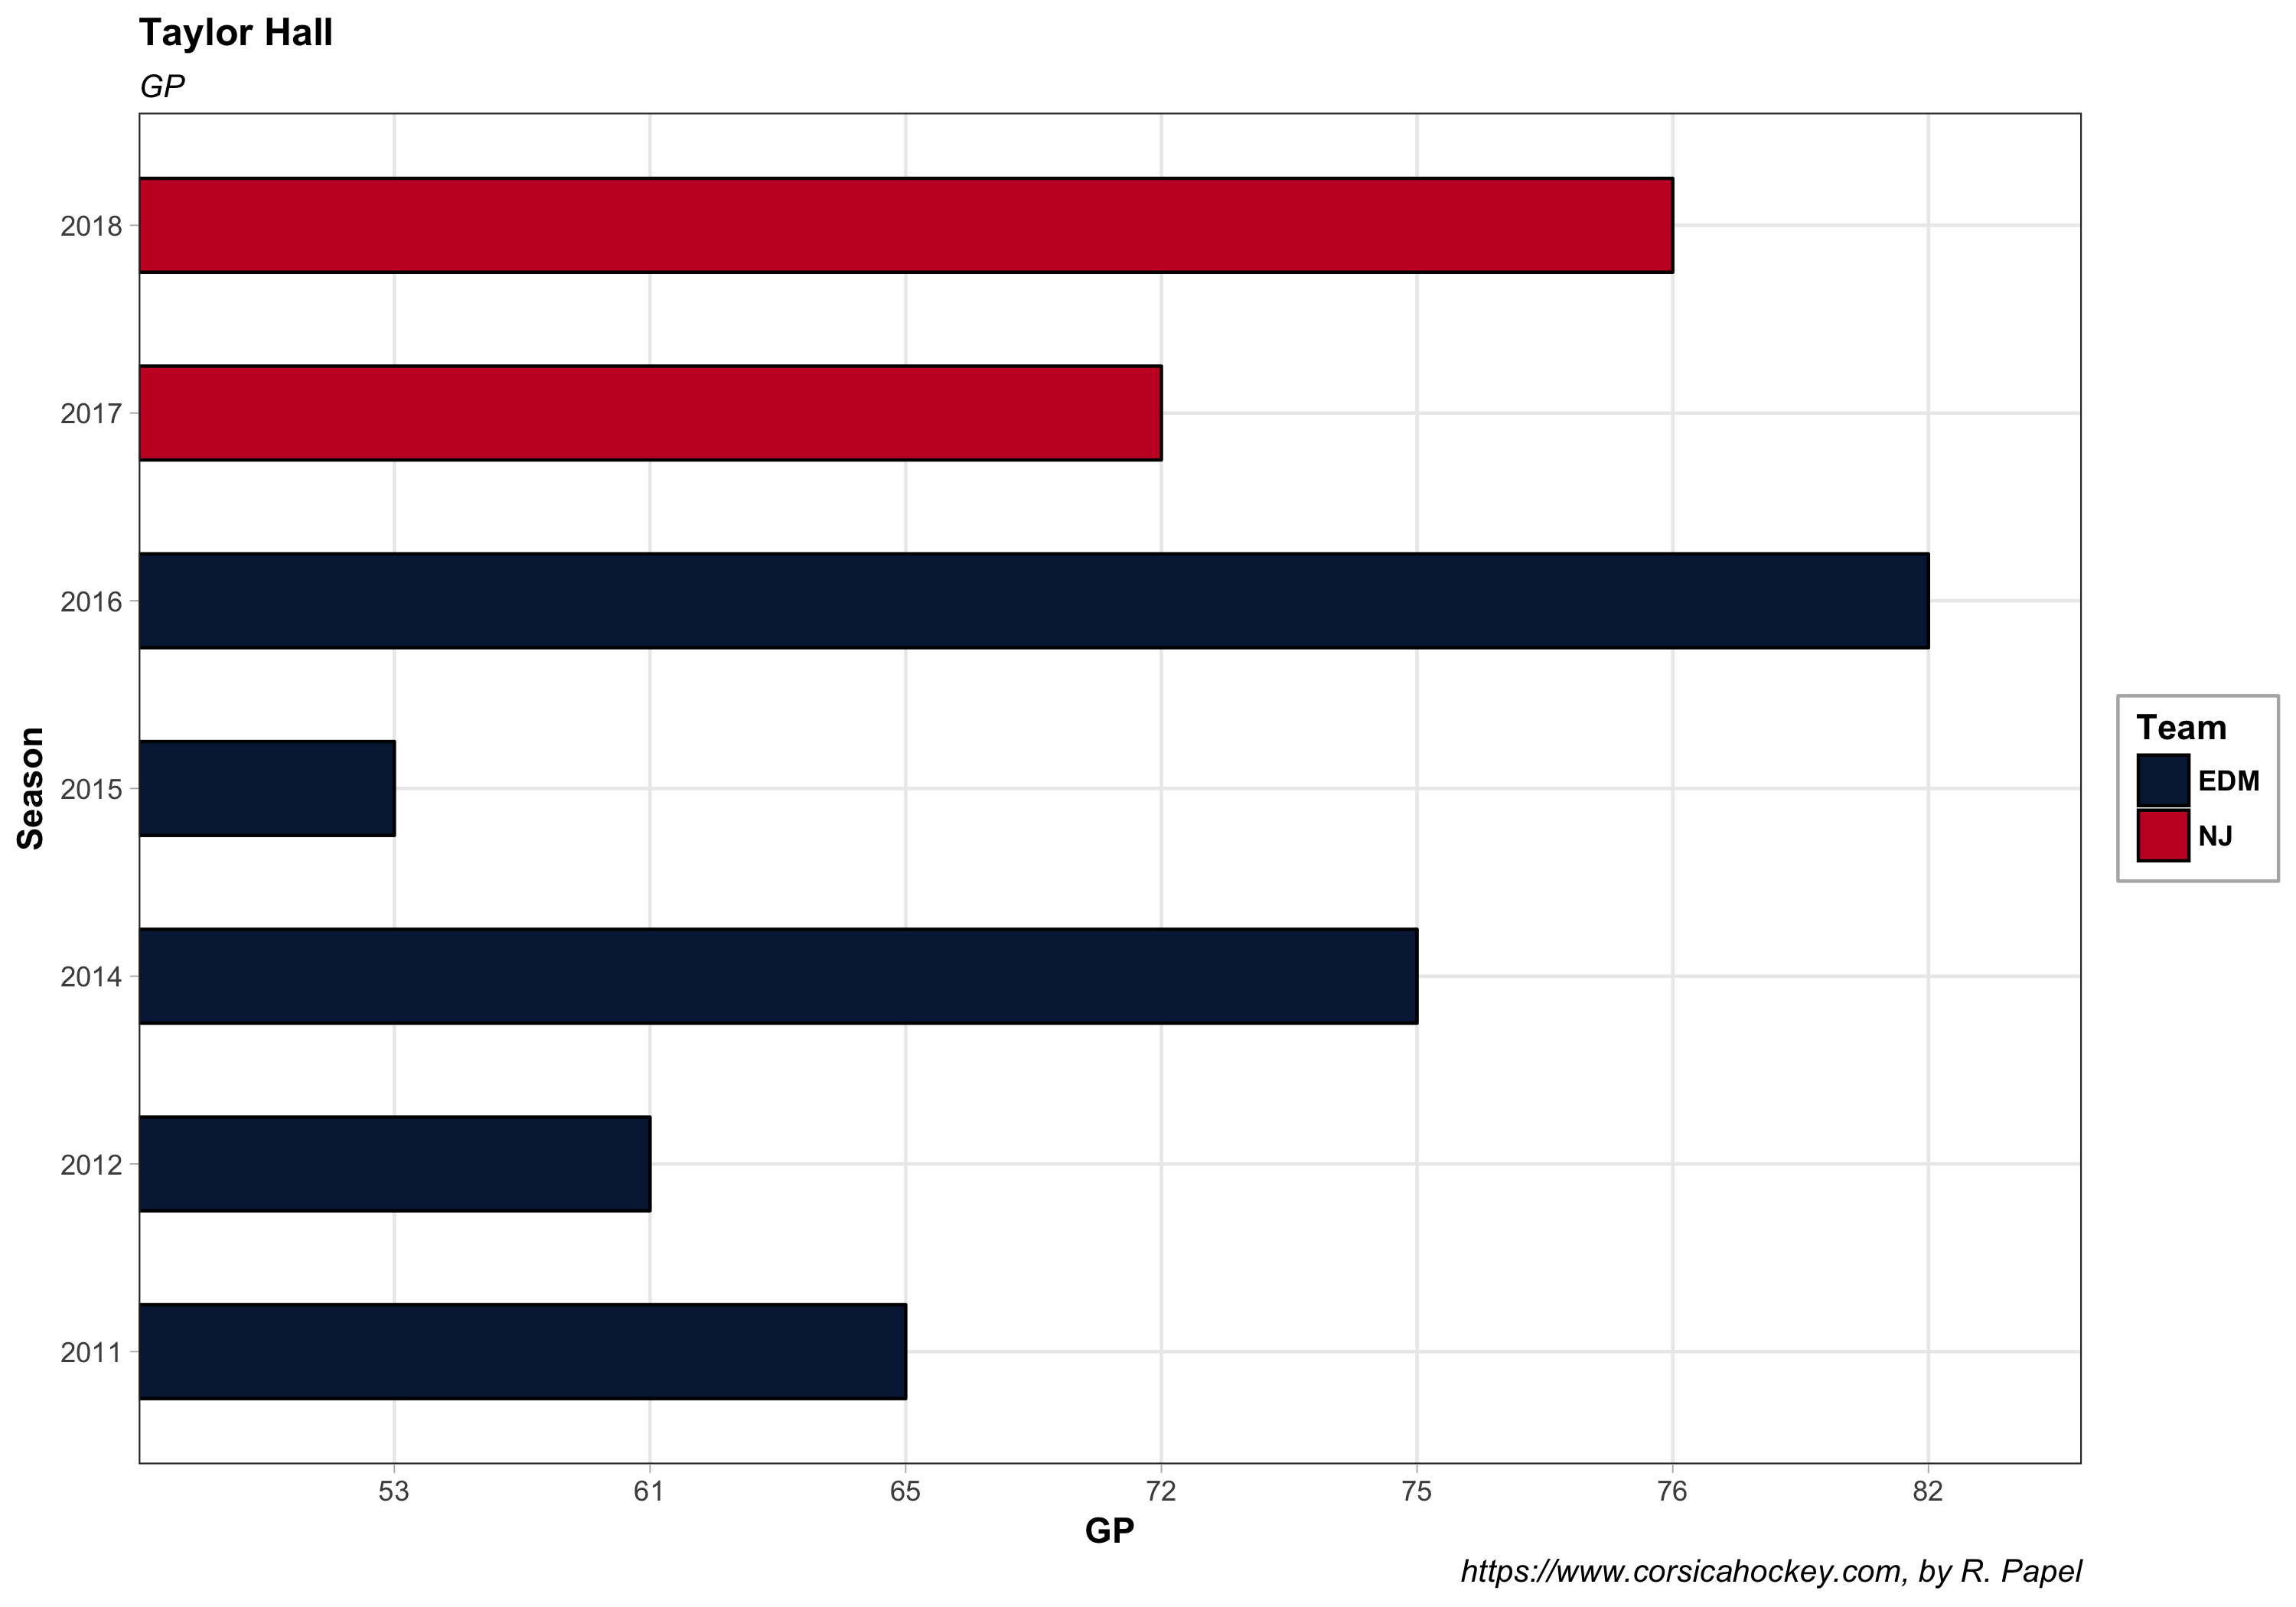 Taylor Hall
GP
2018
2017
2016
2015
2014
2012
2011
Season
53 61 65 72 75 76 82
GP
Team
EDM
NJ
https://www.corsicahockey.com, by R. Papel